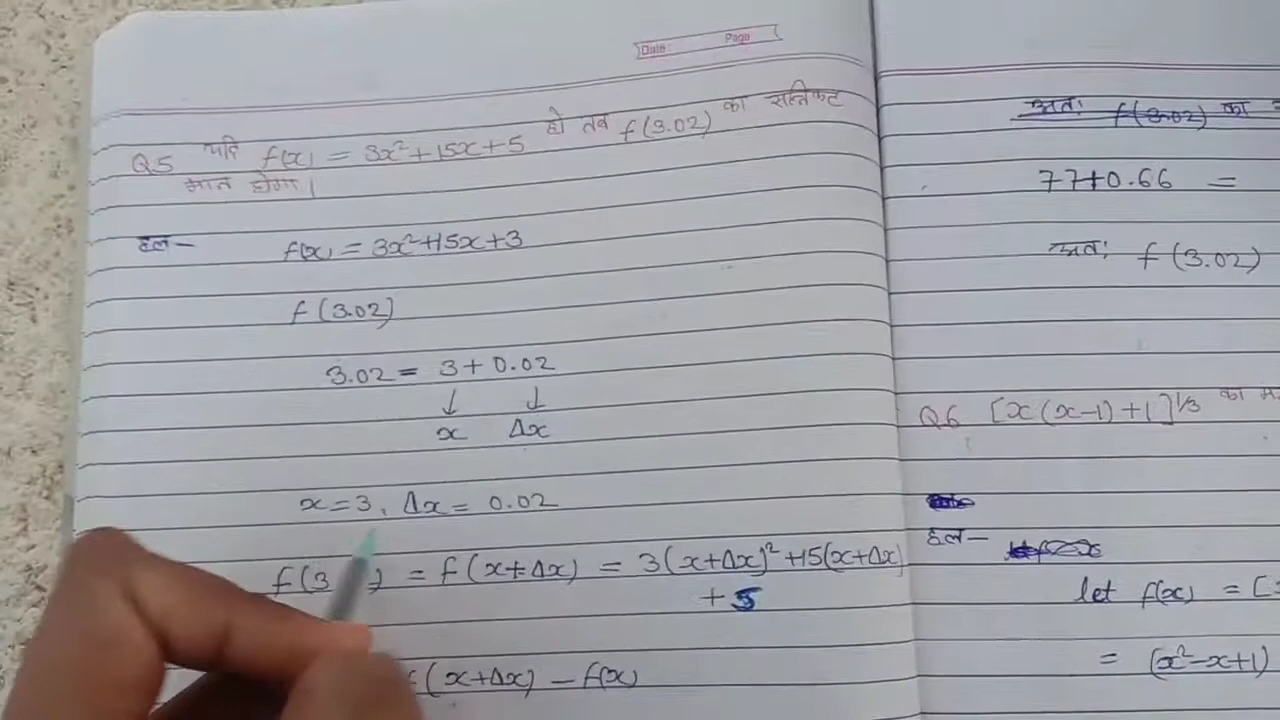 Date: Page
Q5 यदि f(x) = 3x²+15x+5 हो तब f(3.02) का सन्निकट
मान होगा।
हल– f(x) = 3x²+15x+3
f(3.02)
3.02 = 3 + 0.02
↓ ↓
x Δx
x=3, Δx = 0.02
f(3 ) = f(x+Δx) = 3(x+Δx)²+15(x+Δx)
+5
f(x+Δx) – f(x)
अतः f(3.02) का
77+0.66 =
अतः f(3.02)
Q6 [x(x-1)+1]^1/3 का
हल–
let f(x) = [
= (x²-x+1)